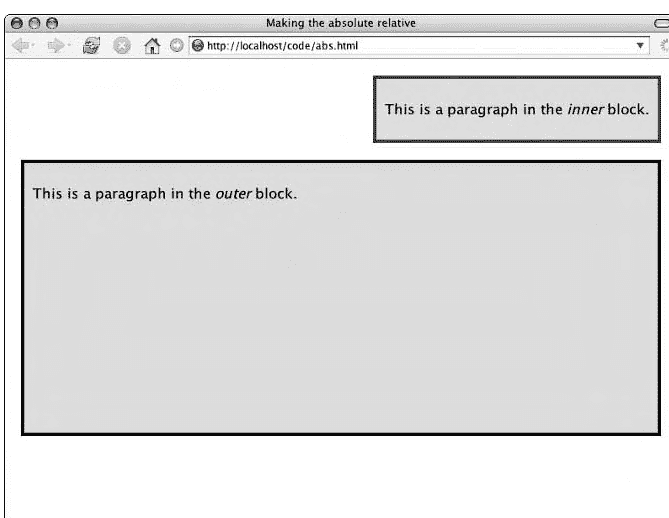 Making the absolute relative
http://localhost/code/abs.html
This is a paragraph in the inner block.
This is a paragraph in the outer block.